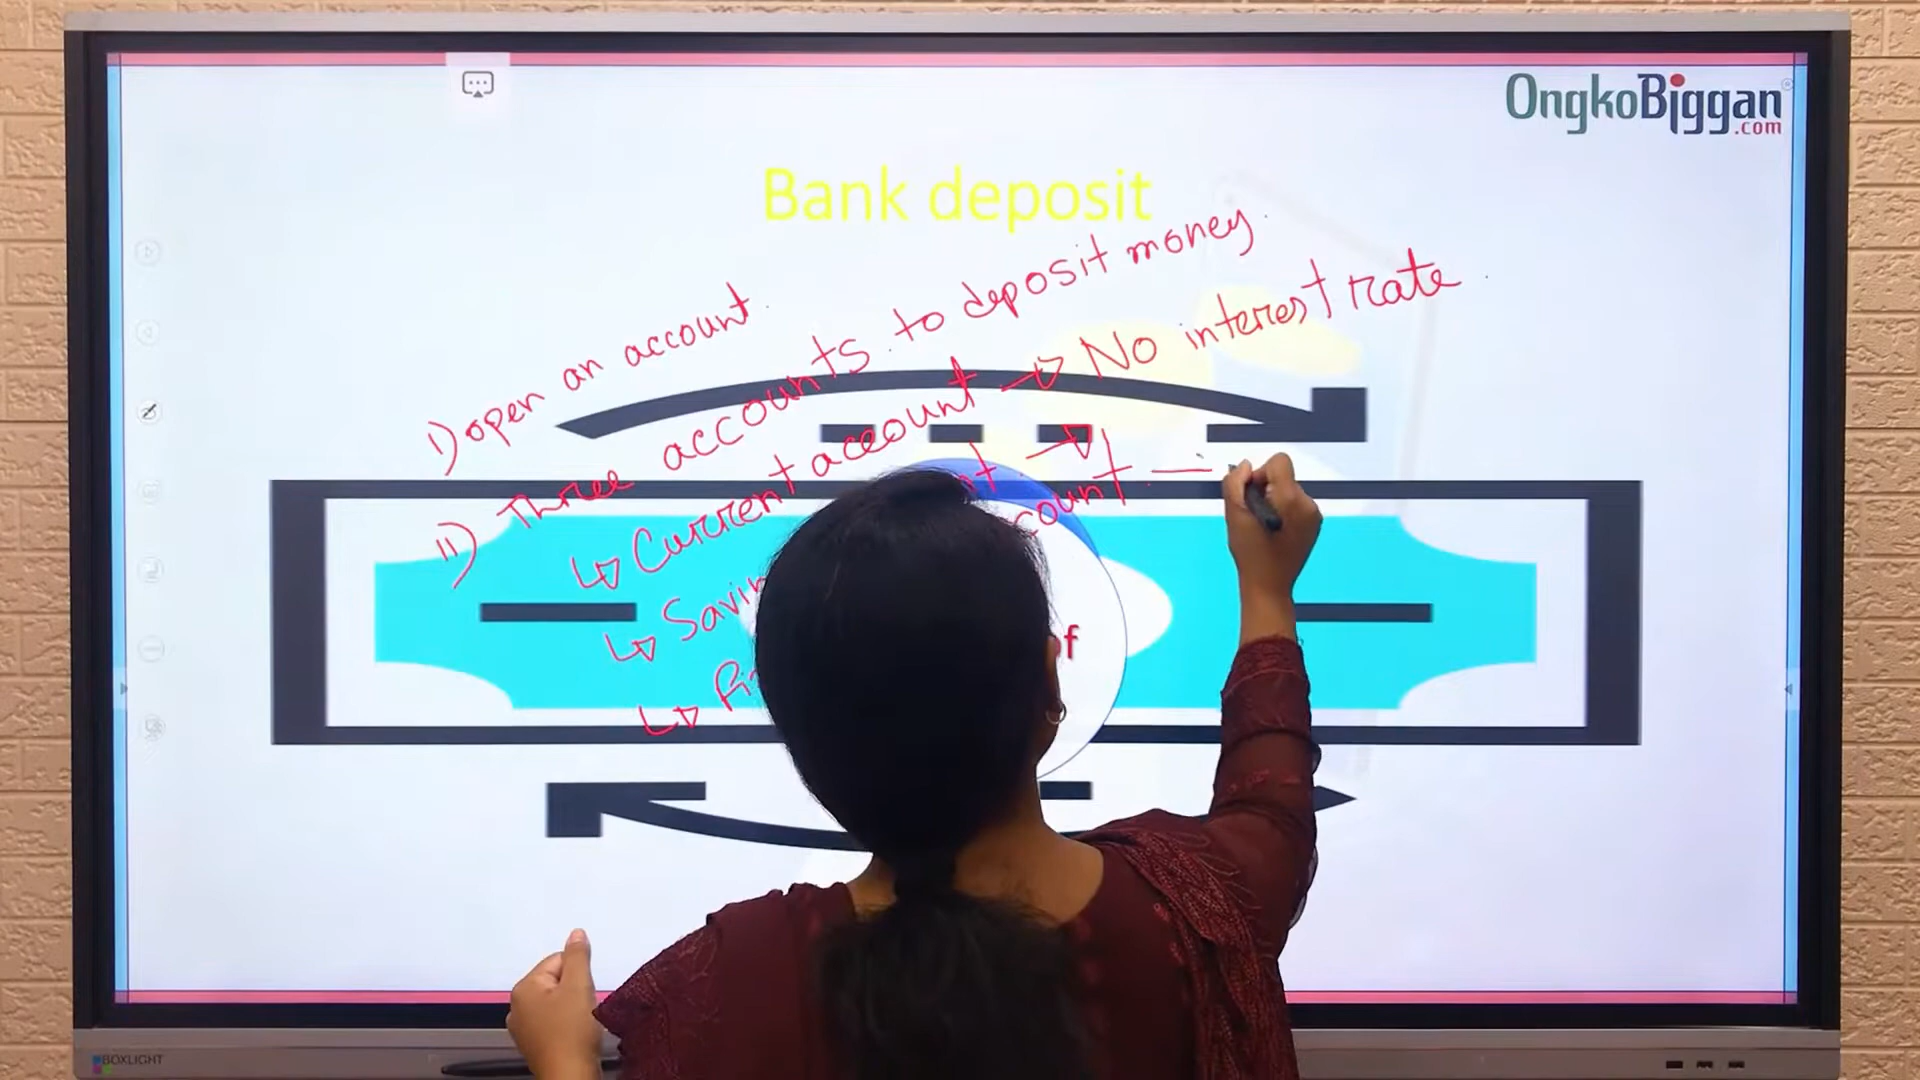 OngkoBiggan
.com
Bank deposit
I) open an account.
II) Three accounts to deposit money.
Current account → No interest rate
BOXLIGHT